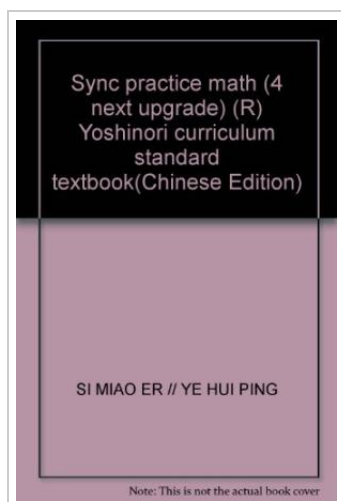 Sync practice math (4
next upgrade) (R)
Yoshinori curriculum
standard
textbook(Chinese Edition)
SI MIAO ER // YE HUI PING
Note: This is not the actual book cover